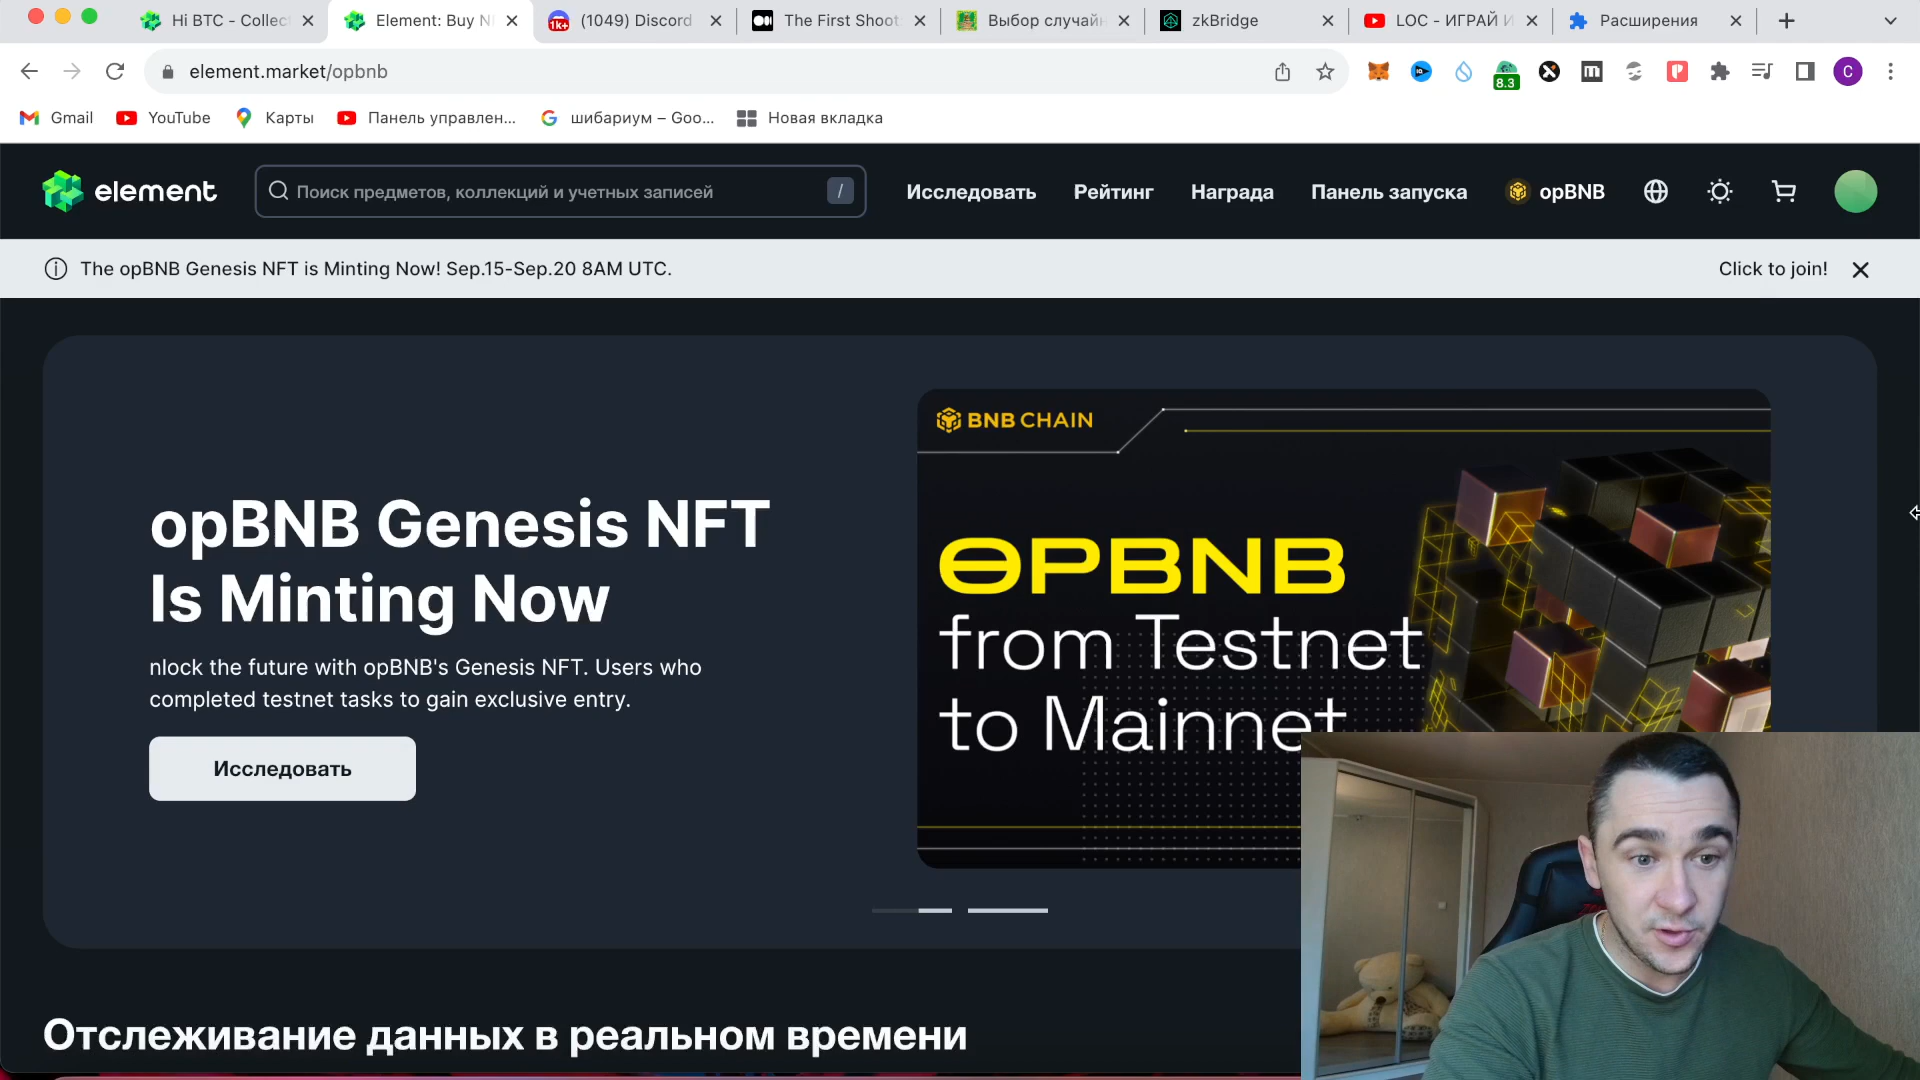 Hi BTC - Collec
Element: Buy N
(1049) Discord
The First Shoot
Выбор случайн
zkBridge
LOC - ИГРАЙ И
Расширения
element.market/opbnb
8.3
C
Gmail
YouTube
Карты
Панель управлен...
шибариум – Goo...
Новая вкладка
element
Поиск предметов, коллекций и учетных записей
/
Исследовать
Рейтинг
Награда
Панель запуска
opBNB
The opBNB Genesis NFT is Minting Now! Sep.15-Sep.20 8AM UTC.
Click to join!
opBNB Genesis NFT
Is Minting Now
nlock the future with opBNB's Genesis NFT. Users who
completed testnet tasks to gain exclusive entry.
Исследовать
BNB CHAIN
OPBNB
from Testnet
to Mainnet
Отслеживание данных в реальном времени